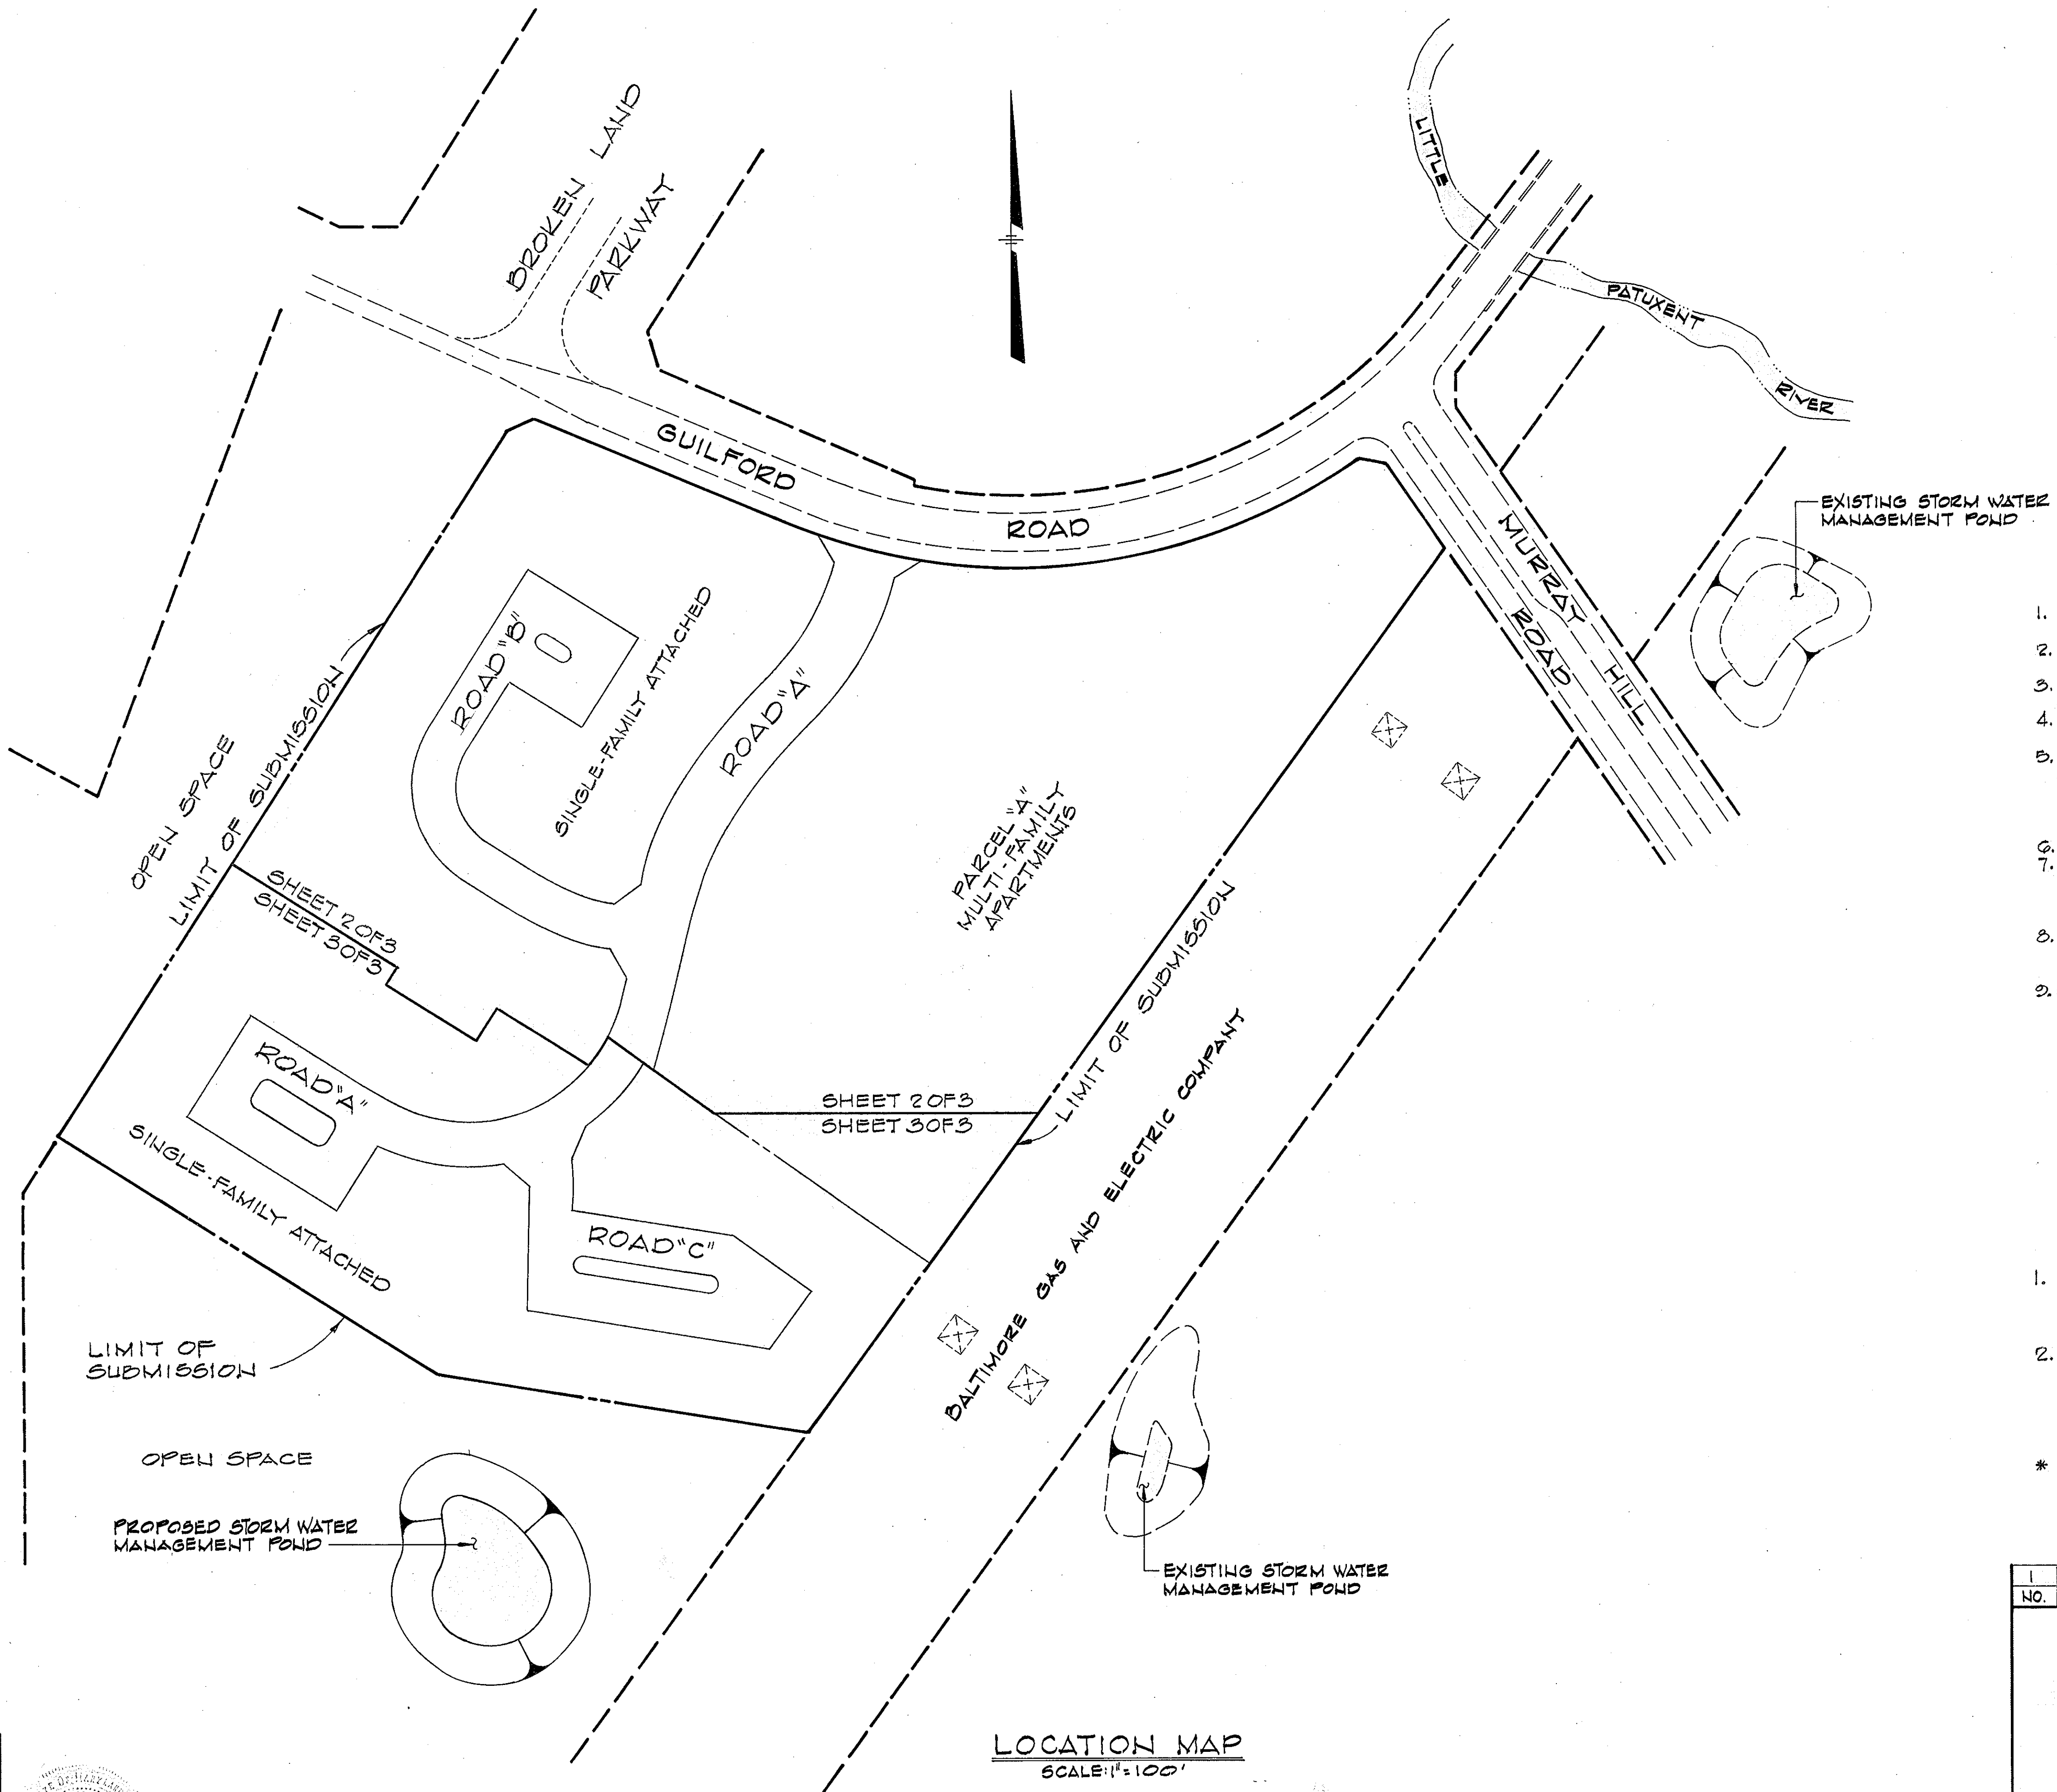 BROKEN LAND
PARKWAY
LITTLE
PATUXENT
RIVER
GUILFORD
ROAD
EXISTING STORM WATER
MANAGEMENT POND
MURRAY HILL
ROAD
1.
2.
3.
4.
5.
6.
7.
8.
9.
ROAD "B"
SINGLE-FAMILY ATTACHED
ROAD "A"
OPEN SPACE
LIMIT OF SUBMISSION
PARCEL "A"
MULTI-FAMILY
APARTMENTS
SHEET 2 OF 3
SHEET 3 OF 3
LIMIT OF SUBMISSION
BALTIMORE GAS AND ELECTRIC COMPANY
ROAD "A"
SHEET 2 OF 3
SHEET 3 OF 3
SINGLE-FAMILY ATTACHED
ROAD "C"
LIMIT OF
SUBMISSION
1.
2.
*
OPEN SPACE
PROPOSED STORM WATER
MANAGEMENT POND
EXISTING STORM WATER
MANAGEMENT POND
1
NO.
LOCATION MAP
SCALE: 1" = 100'